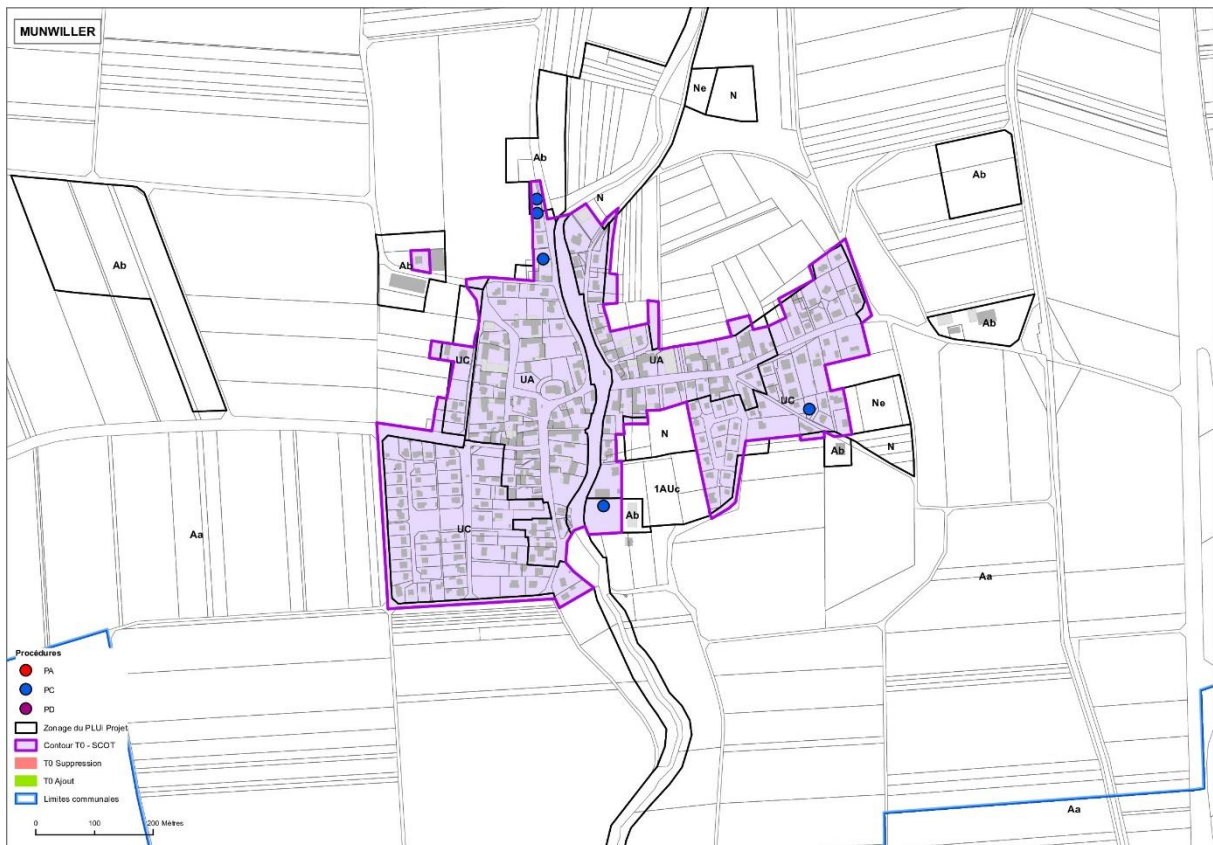 MUNWILLER
Ne
N
Ab
Ab
N
Ab
Ab
Ab
UC
UA
UA
UC
Ne
N
Ab
N
1AUc
Ab
UC
Aa
Aa
Procédures
PA
PC
PD
Zonage du PLUi Projet
Contour T0 - SCOT
T0 Suppression
T0 Ajout
Limites communales
0 100 200 Mètres
Aa